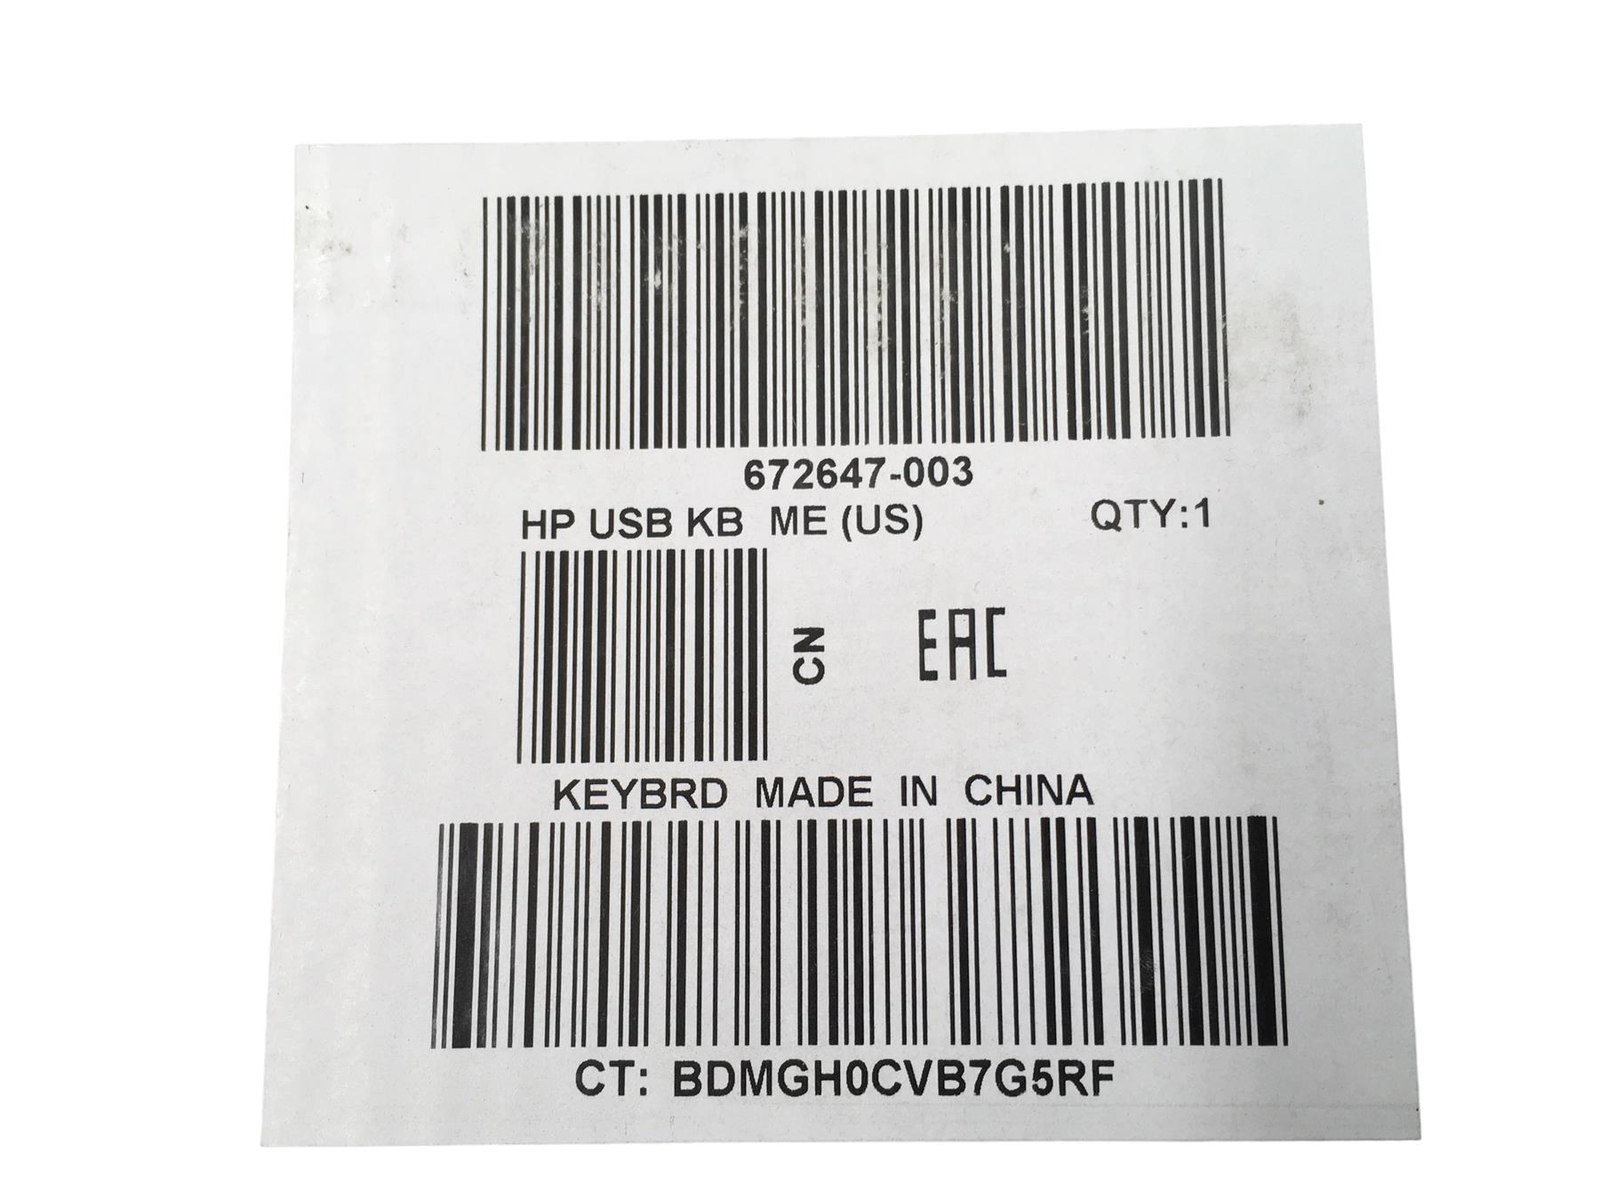 672647-003
HP USB KB ME (US) QTY:1
CN
EAC
KEYBRD MADE IN CHINA
CT: BDMGH0CVB7G5RF